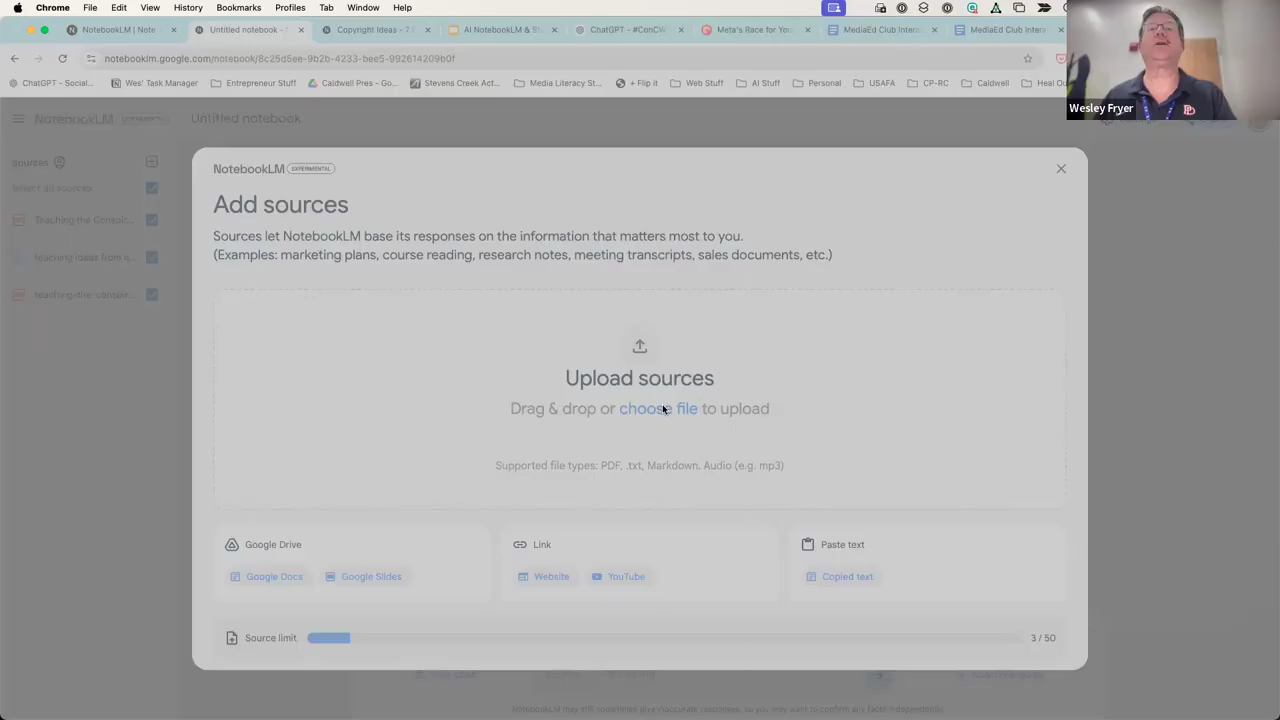 Chrome File Edit View History Bookmarks Profiles Tab Window Help
NotebookLM | Note
Untitled notebook -
Copyright Ideas - 7
AI NotebookLM & S
ChatGPT - #ConCW
Meta's Race for You
MediaEd Club Inter
MediaEd Club Inter
notebooklm.google.com/notebook/8c25d5ee-9b2b-4233-bee5-992614209b0f
ChatGPT - Social...
Wes' Task Manager
Entrepreneur Stuff
Caldwell Pres - Go...
Stevens Creek Act...
Media Literacy St...
+ Flip it
Web Stuff
AI Stuff
Personal
USAFA
CP-RC
Caldwell
Heal Ou
Wesley Fryer
NotebookLM EXPERIMENTAL
Untitled notebook
Sources
Select all sources
Teaching the Conspir...
teaching ideas from
teaching-the-conspir...
NotebookLM EXPERIMENTAL
Add sources
Sources let NotebookLM base its responses on the information that matters most to you.
(Examples: marketing plans, course reading, research notes, meeting transcripts, sales documents, etc.)
Upload sources
Drag & drop or choose file to upload
Supported file types: PDF, .txt, Markdown. Audio (e.g. mp3)
Google Drive
Google Docs
Google Slides
Link
Website
YouTube
Paste text
Copied text
Source limit
3 / 50
NotebookLM may still sometimes give inaccurate responses, so you may want to confirm any facts independently.